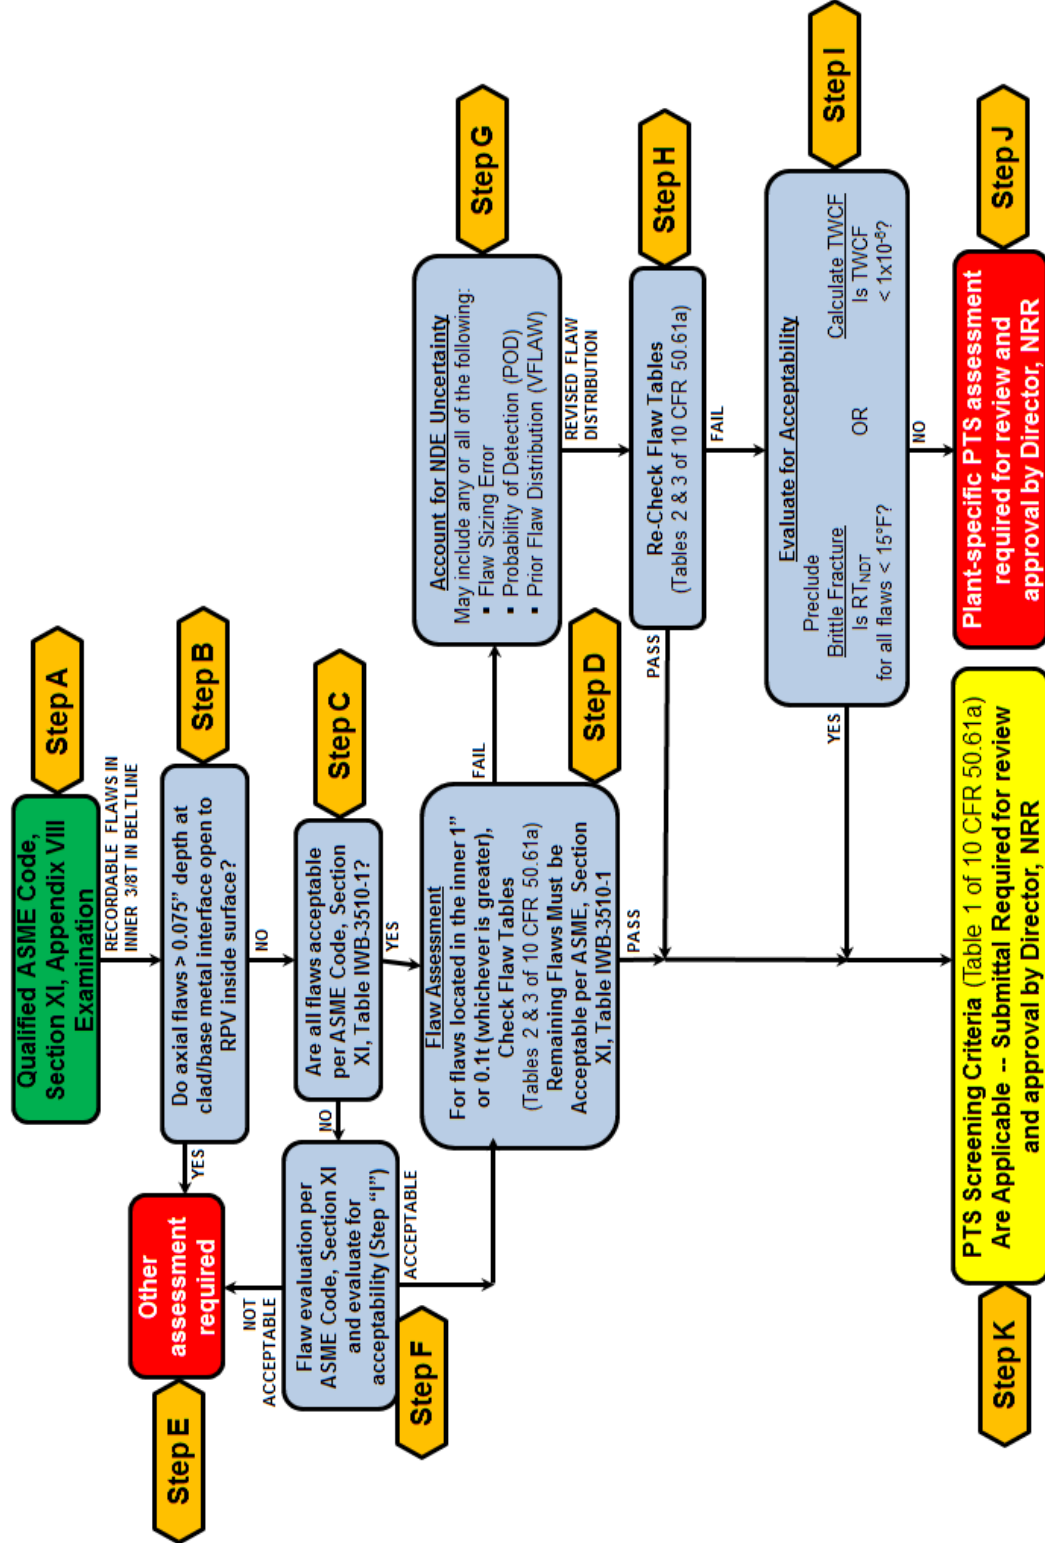 Qualified ASME Code,
Section XI, Appendix VIII
Examination
Step A
RECORDABLE FLAWS IN
INNER 3/8T IN BELTLINE
Do axial flaws > 0.075” depth at
clad/base metal interface open to
RPV inside surface?
Step B
YES
NO
Other
assessment
required
Step E
Are all flaws acceptable
per ASME Code, Section
XI, Table IWB-3510-1?
Step C
NO
YES
Flaw evaluation per
ASME Code, Section XI
and evaluate for
acceptability (Step “I”)
Step F
NOT
ACCEPTABLE
ACCEPTABLE
Flaw Assessment
For flaws located in the inner 1”
or 0.1t (whichever is greater),
Check Flaw Tables
(Tables 2 & 3 of 10 CFR 50.61a)
Remaining Flaws Must be
Acceptable per ASME, Section
XI, Table IWB-3510-1
Step D
FAIL
PASS
Account for NDE Uncertainty
May include any or all of the following:
▪ Flaw Sizing Error
▪ Probability of Detection (POD)
▪ Prior Flaw Distribution (VFLAW)
Step G
REVISED FLAW
DISTRIBUTION
Re-Check Flaw Tables
(Tables 2 & 3 of 10 CFR 50.61a)
Step H
PASS
FAIL
Evaluate for Acceptability
Preclude
Brittle Fracture
Is RTNDT
for all flaws < 15°F?
OR
Calculate TWCF
Is TWCF
< 1x10⁻⁶?
Step I
YES
NO
PTS Screening Criteria (Table 1 of 10 CFR 50.61a)
Are Applicable -- Submittal Required for review
and approval by Director, NRR
Step K
Plant-specific PTS assessment
required for review and
approval by Director, NRR
Step J